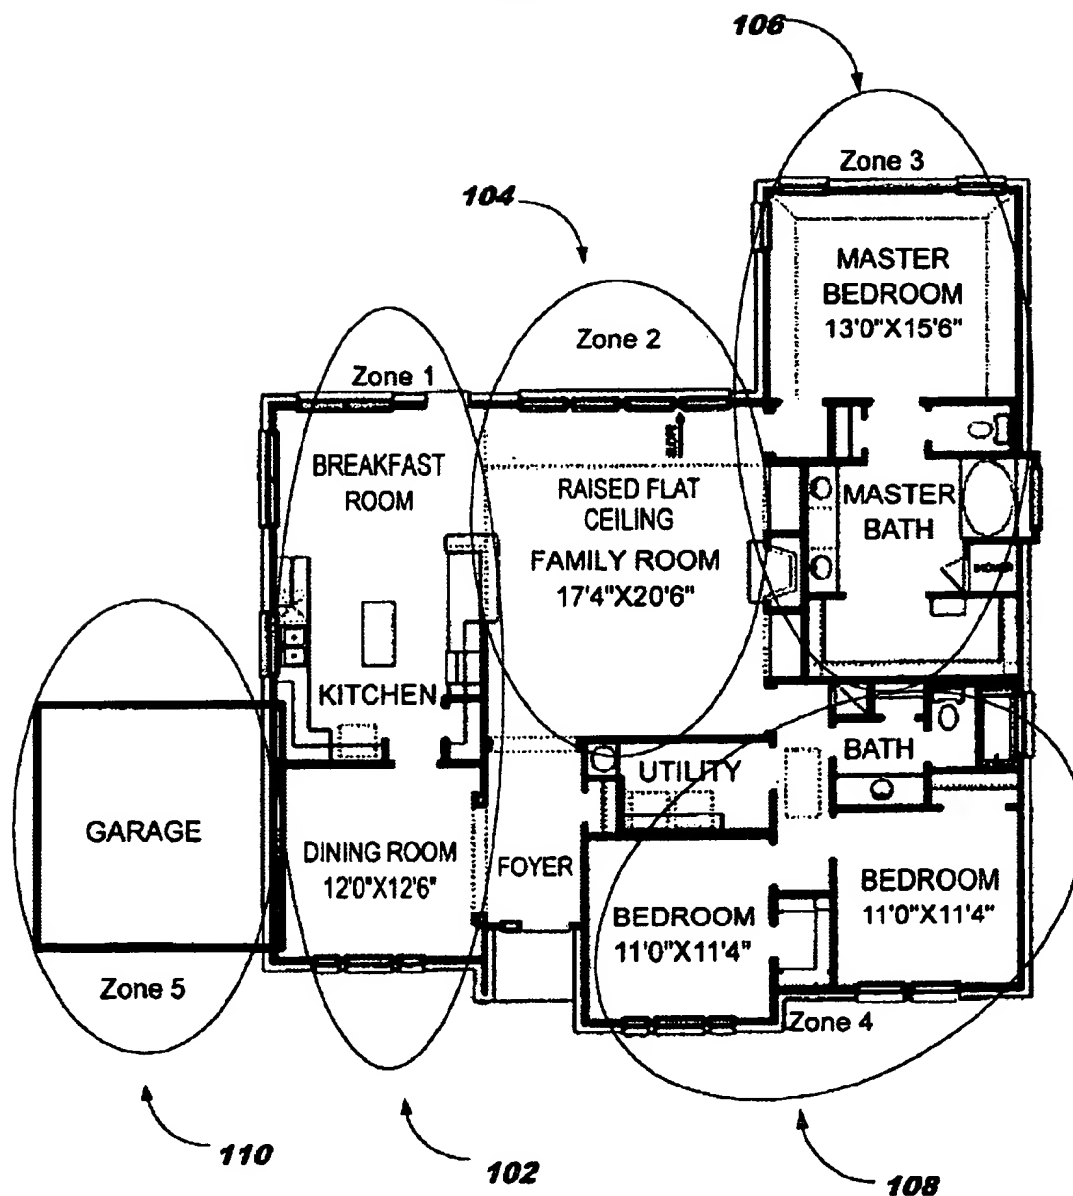 106
Zone 3
104
MASTER
BEDROOM
13'0"X15'6"
Zone 2
Zone 1
SLOPE
BREAKFAST
ROOM
RAISED FLAT
CEILING
MASTER
BATH
FAMILY ROOM
17'4"X20'6"
SHOWER
KITCHEN
BATH
UTILITY
GARAGE
DINING ROOM
12'0"X12'6"
FOYER
BEDROOM
11'0"X11'4"
BEDROOM
11'0"X11'4"
Zone 5
Zone 4
110
102
108